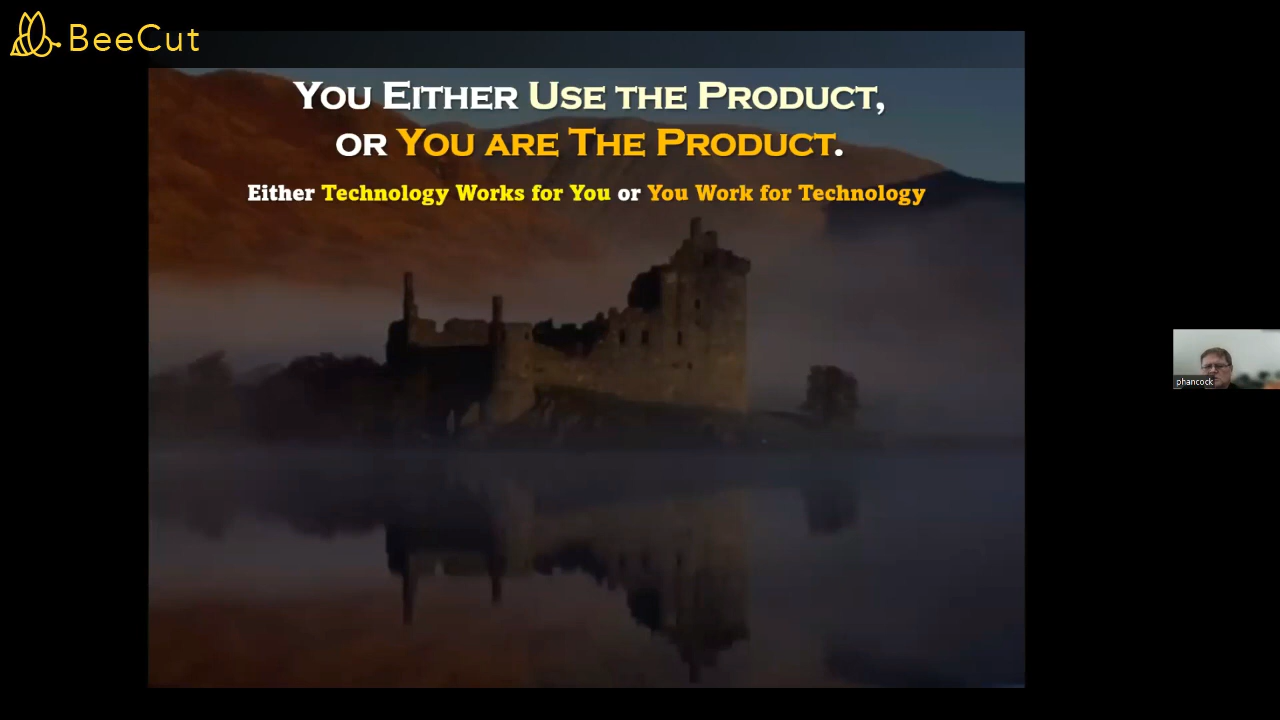 BeeCut
You Either Use the Product,
or You are The Product.
Either Technology Works for You or You Work for Technology
phancock